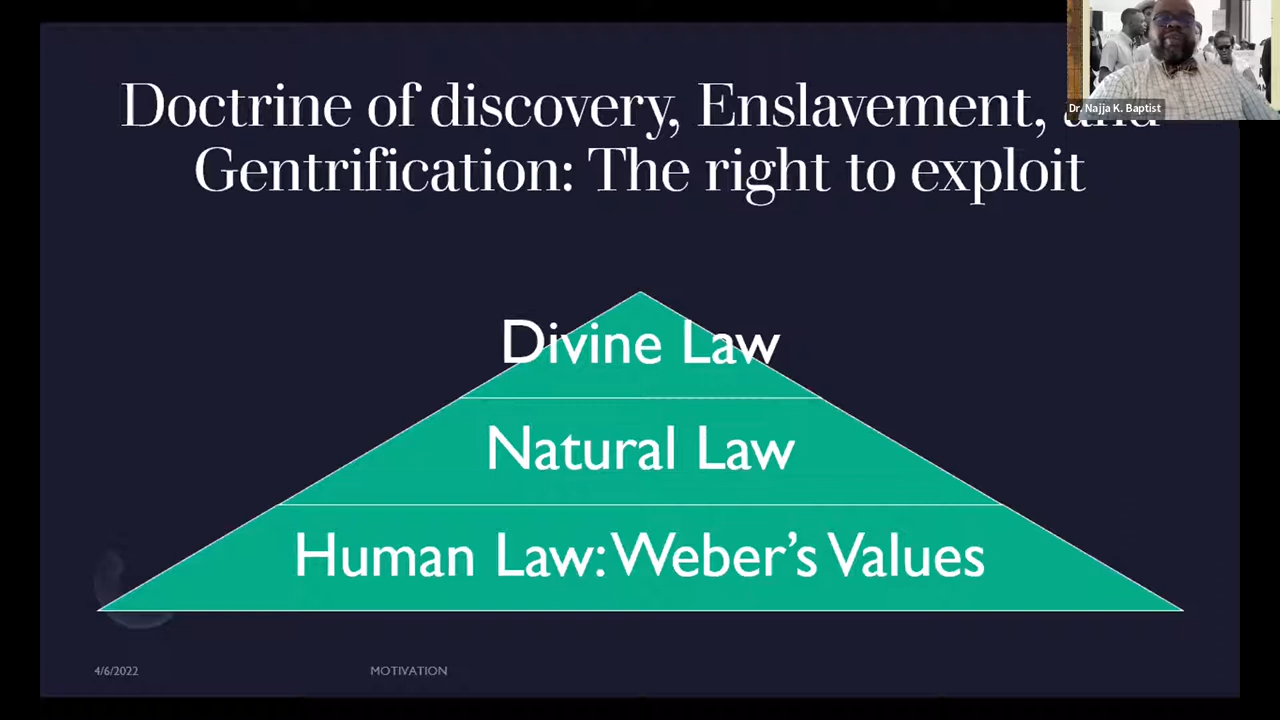 Doctrine of discovery, Enslavement, and
Gentrification: The right to exploit
Dr. Najja K. Baptist
Divine Law
Natural Law
Human Law: Weber's Values
4/6/2022
MOTIVATION